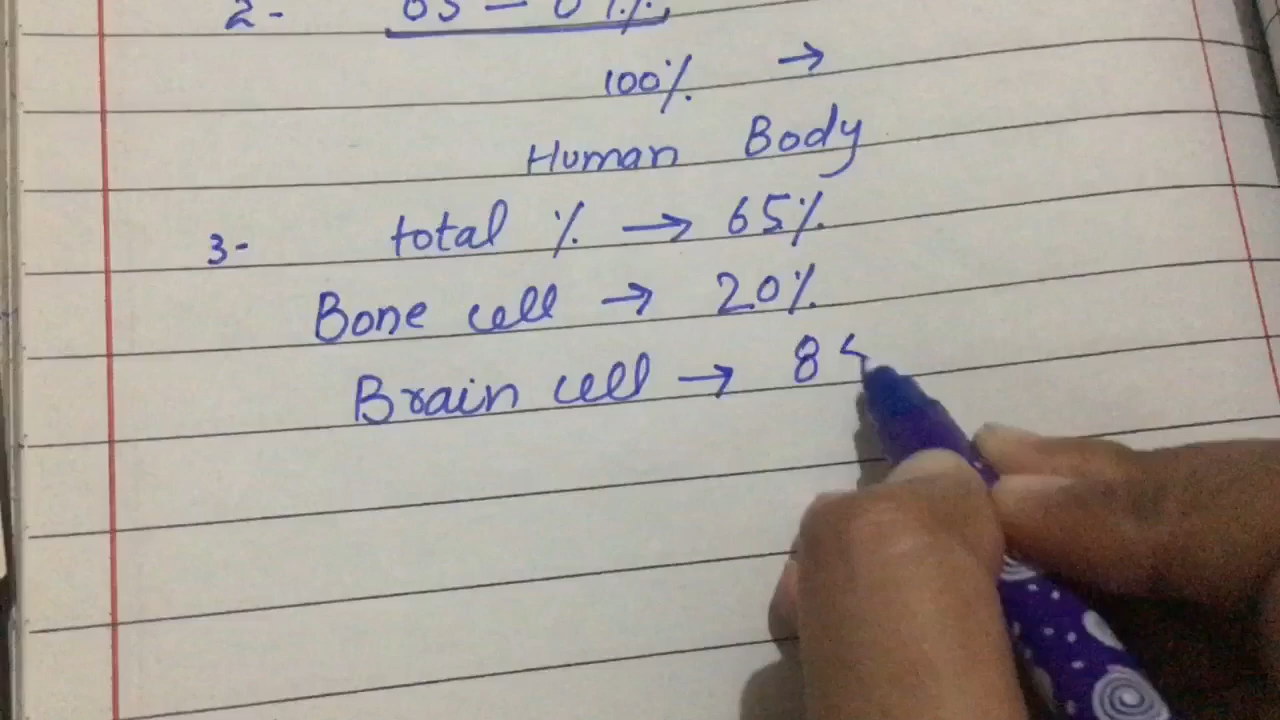 2-
100% →
Human Body
3- total % → 65%
Bone cell → 20%
Brain cell → 8